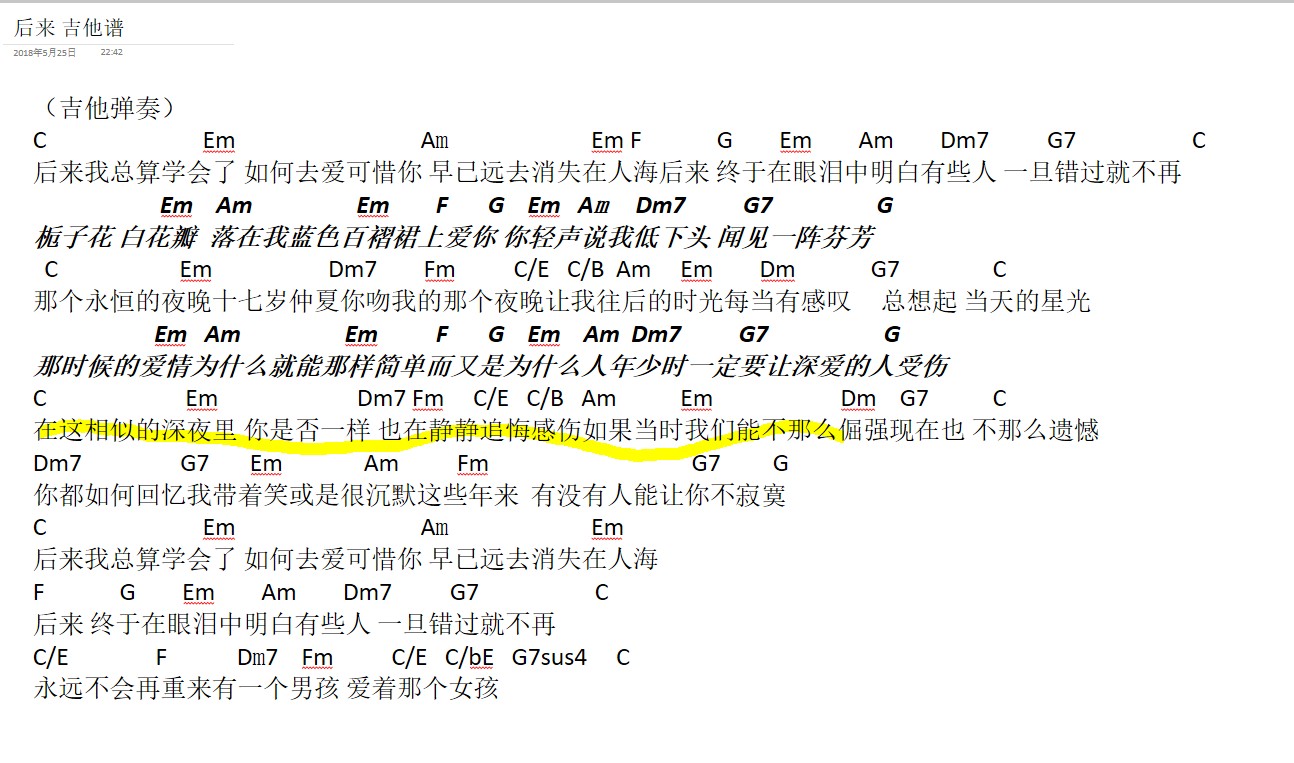 后来 吉他谱
2018年5月25日 22:42
（吉他弹奏）
C Em Am Em F G Em Am Dm7 G7 C
后来我总算学会了 如何去爱可惜你 早已远去消失在人海后来 终于在眼泪中明白有些人 一旦错过就不再
Em Am Em F G Em Am Dm7 G7 G
栀子花 白花瓣 落在我蓝色百褶裙上爱你 你轻声说我低下头 闻见一阵芬芳
C Em Dm7 Fm C/E C/B Am Em Dm G7 C
那个永恒的夜晚十七岁仲夏你吻我的那个夜晚让我往后的时光每当有感叹 总想起 当天的星光
Em Am Em F G Em Am Dm7 G7 G
那时候的爱情为什么就能那样简单而又是为什么人年少时一定要让深爱的人受伤
C Em Dm7 Fm C/E C/B Am Em Dm G7 C
在这相似的深夜里 你是否一样 也在静静追悔感伤如果当时我们能不那么倔强现在也 不那么遗憾
Dm7 G7 Em Am Fm G7 G
你都如何回忆我带着笑或是很沉默这些年来 有没有人能让你不寂寞
C Em Am Em
后来我总算学会了 如何去爱可惜你 早已远去消失在人海
F G Em Am Dm7 G7 C
后来 终于在眼泪中明白有些人 一旦错过就不再
C/E F Dm7 Fm C/E C/bE G7sus4 C
永远不会再重来有一个男孩 爱着那个女孩